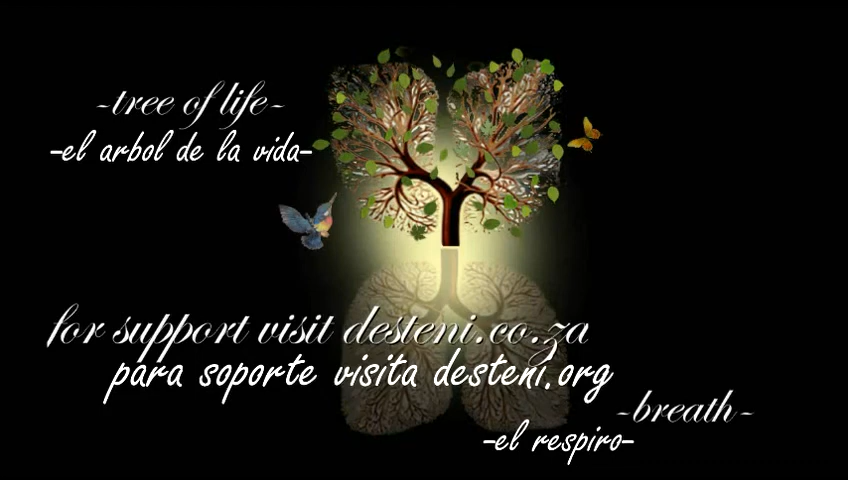 ~tree of life~
-el arbol de la vida-
for support visit desteni.co.za
para soporte visita desteni.org
~breath~
-el respiro-